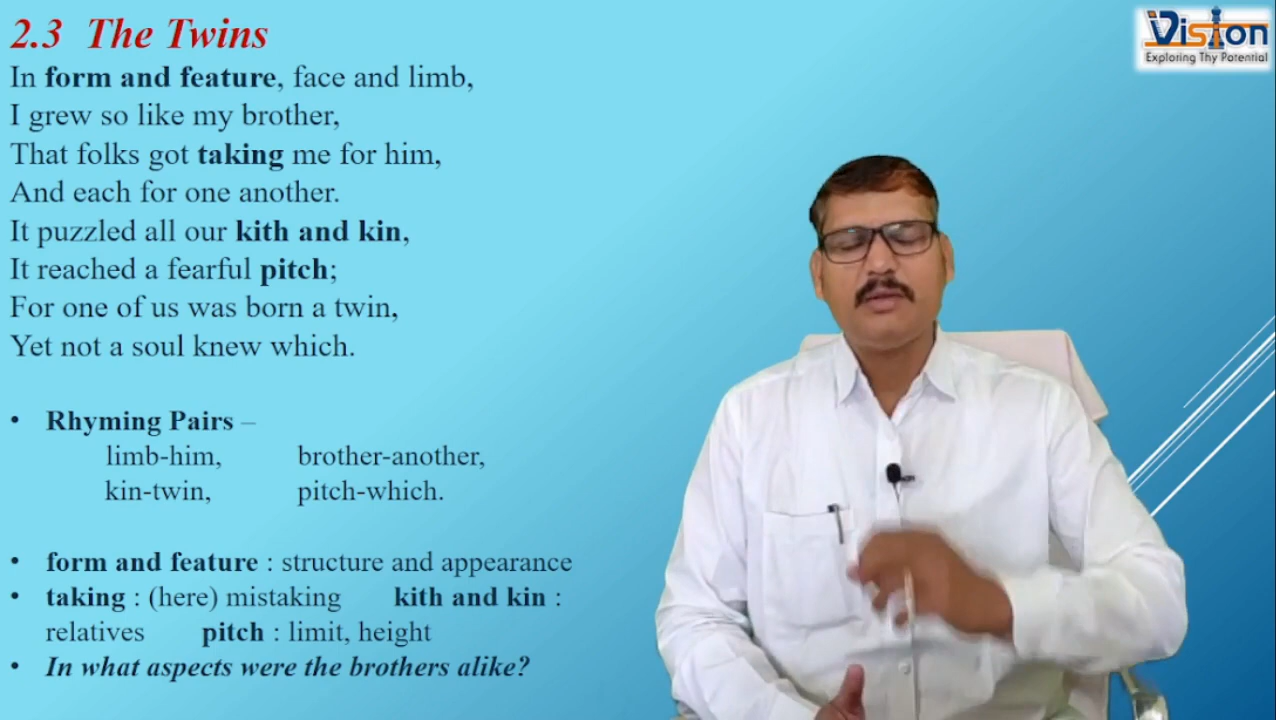 2.3 The Twins
In form and feature, face and limb,
I grew so like my brother,
That folks got taking me for him,
And each for one another.
It puzzled all our kith and kin,
It reached a fearful pitch;
For one of us was born a twin,
Yet not a soul knew which.
• Rhyming Pairs –
limb-him, brother-another,
kin-twin, pitch-which.
• form and feature : structure and appearance
• taking : (here) mistaking kith and kin :
relatives pitch : limit, height
• In what aspects were the brothers alike?
Vision
Exploring Thy Potential